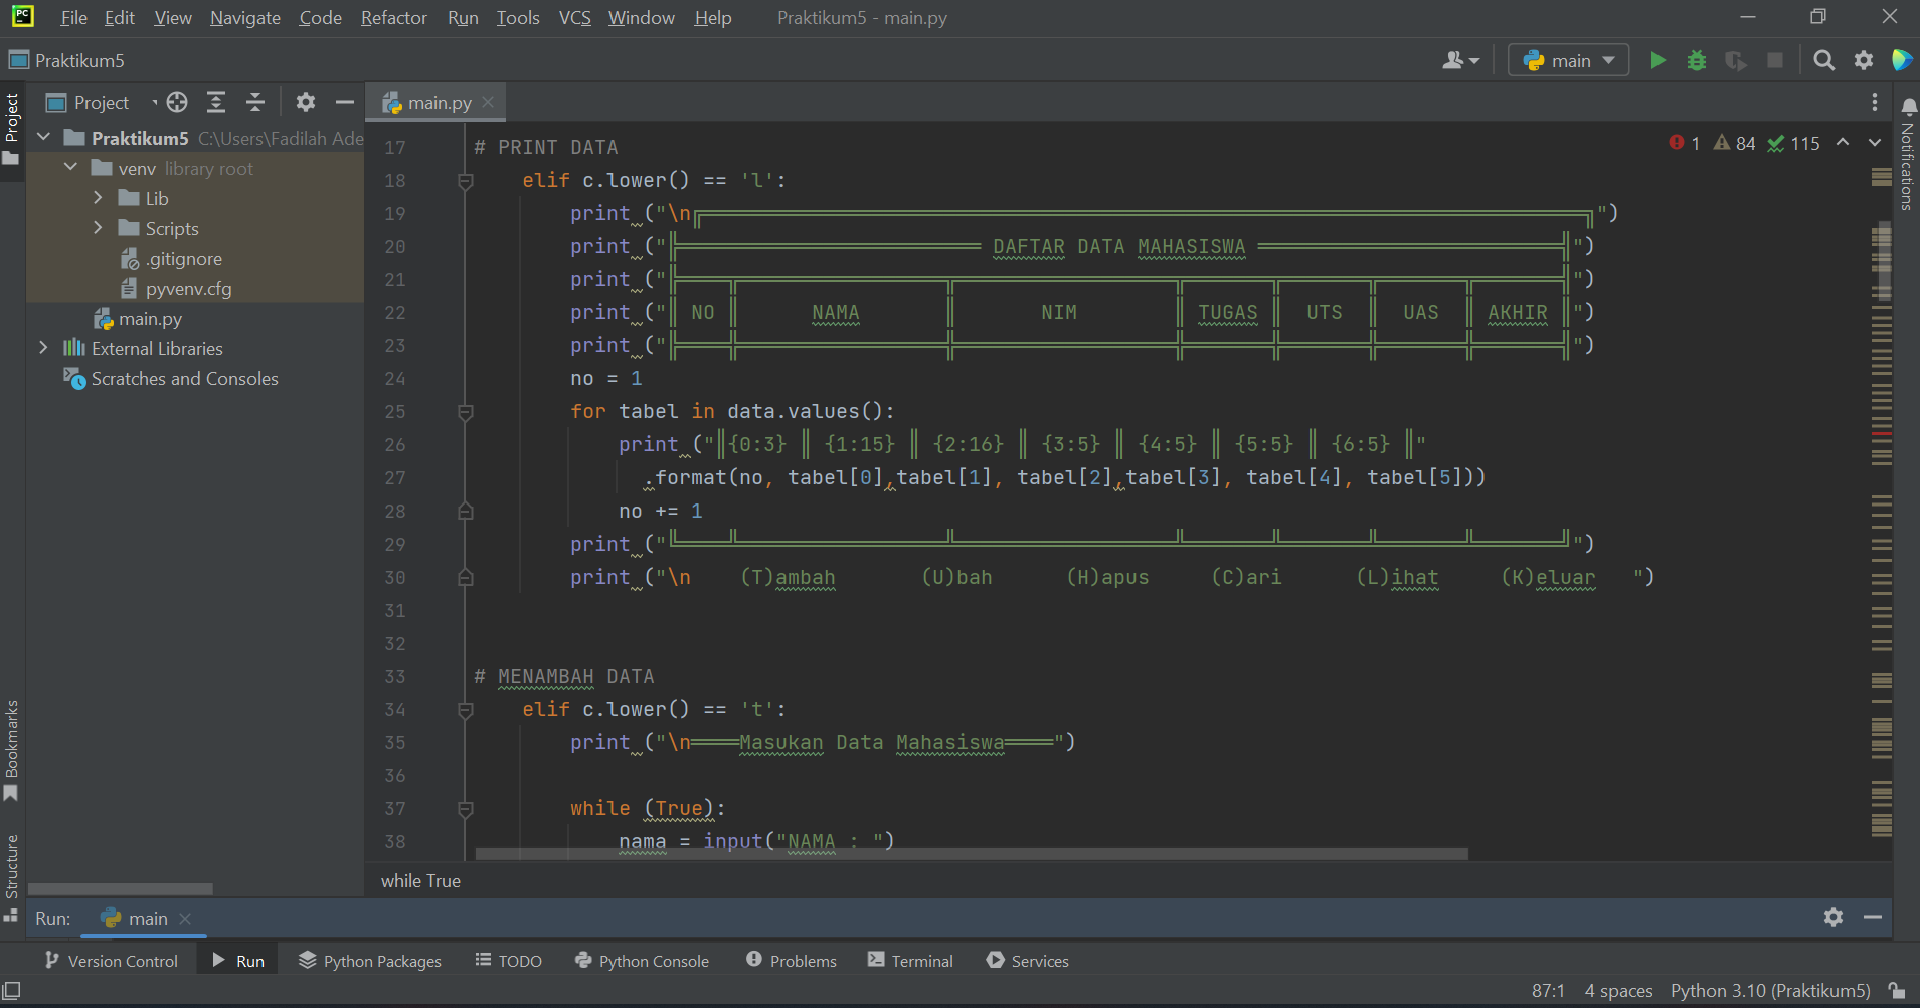 PC File Edit View Navigate Code Refactor Run Tools VCS Window Help Praktikum5 - main.py
Praktikum5 main
Project main.py
Project
Praktikum5 C:\Users\Fadilah Ade
venv library root
Lib
Scripts
.gitignore
pyvenv.cfg
main.py
External Libraries
Scratches and Consoles
Bookmarks
Structure
Notifications
1 84 115
17 # PRINT DATA
18 elif c.lower() == 'l':
19 print ("\n╔══════════════════════════════════════════════════════════════════════════╗")
20 print ("╠═════════════════════════ DAFTAR DATA MAHASISWA ═════════════════════════╣")
21 print ("╠════╦═════════════════╦══════════════════╦═══════╦═══════╦═══════╦═══════╣")
22 print ("║ NO ║      NAMA       ║       NIM        ║ TUGAS ║  UTS  ║  UAS  ║ AKHIR ║")
23 print ("╠════╬═════════════════╬══════════════════╬═══════╬═══════╬═══════╬═══════╣")
24 no = 1
25 for tabel in data.values():
26 print ("║{0:3} ║ {1:15} ║ {2:16} ║ {3:5} ║ {4:5} ║ {5:5} ║ {6:5} ║"
27 .format(no, tabel[0],tabel[1], tabel[2],tabel[3], tabel[4], tabel[5]))
28 no += 1
29 print ("╚════╩═════════════════╩══════════════════╩═══════╩═══════╩═══════╩═══════╝")
30 print ("\n    (T)ambah       (U)bah      (H)apus     (C)ari      (L)ihat     (K)eluar   ")
31
32
33 # MENAMBAH DATA
34 elif c.lower() == 't':
35 print ("\n════Masukan Data Mahasiswa════")
36
37 while (True):
38 nama = input("NAMA : ")
while True
Run: main
Version Control Run Python Packages TODO Python Console Problems Terminal Services
87:1 4 spaces Python 3.10 (Praktikum5)